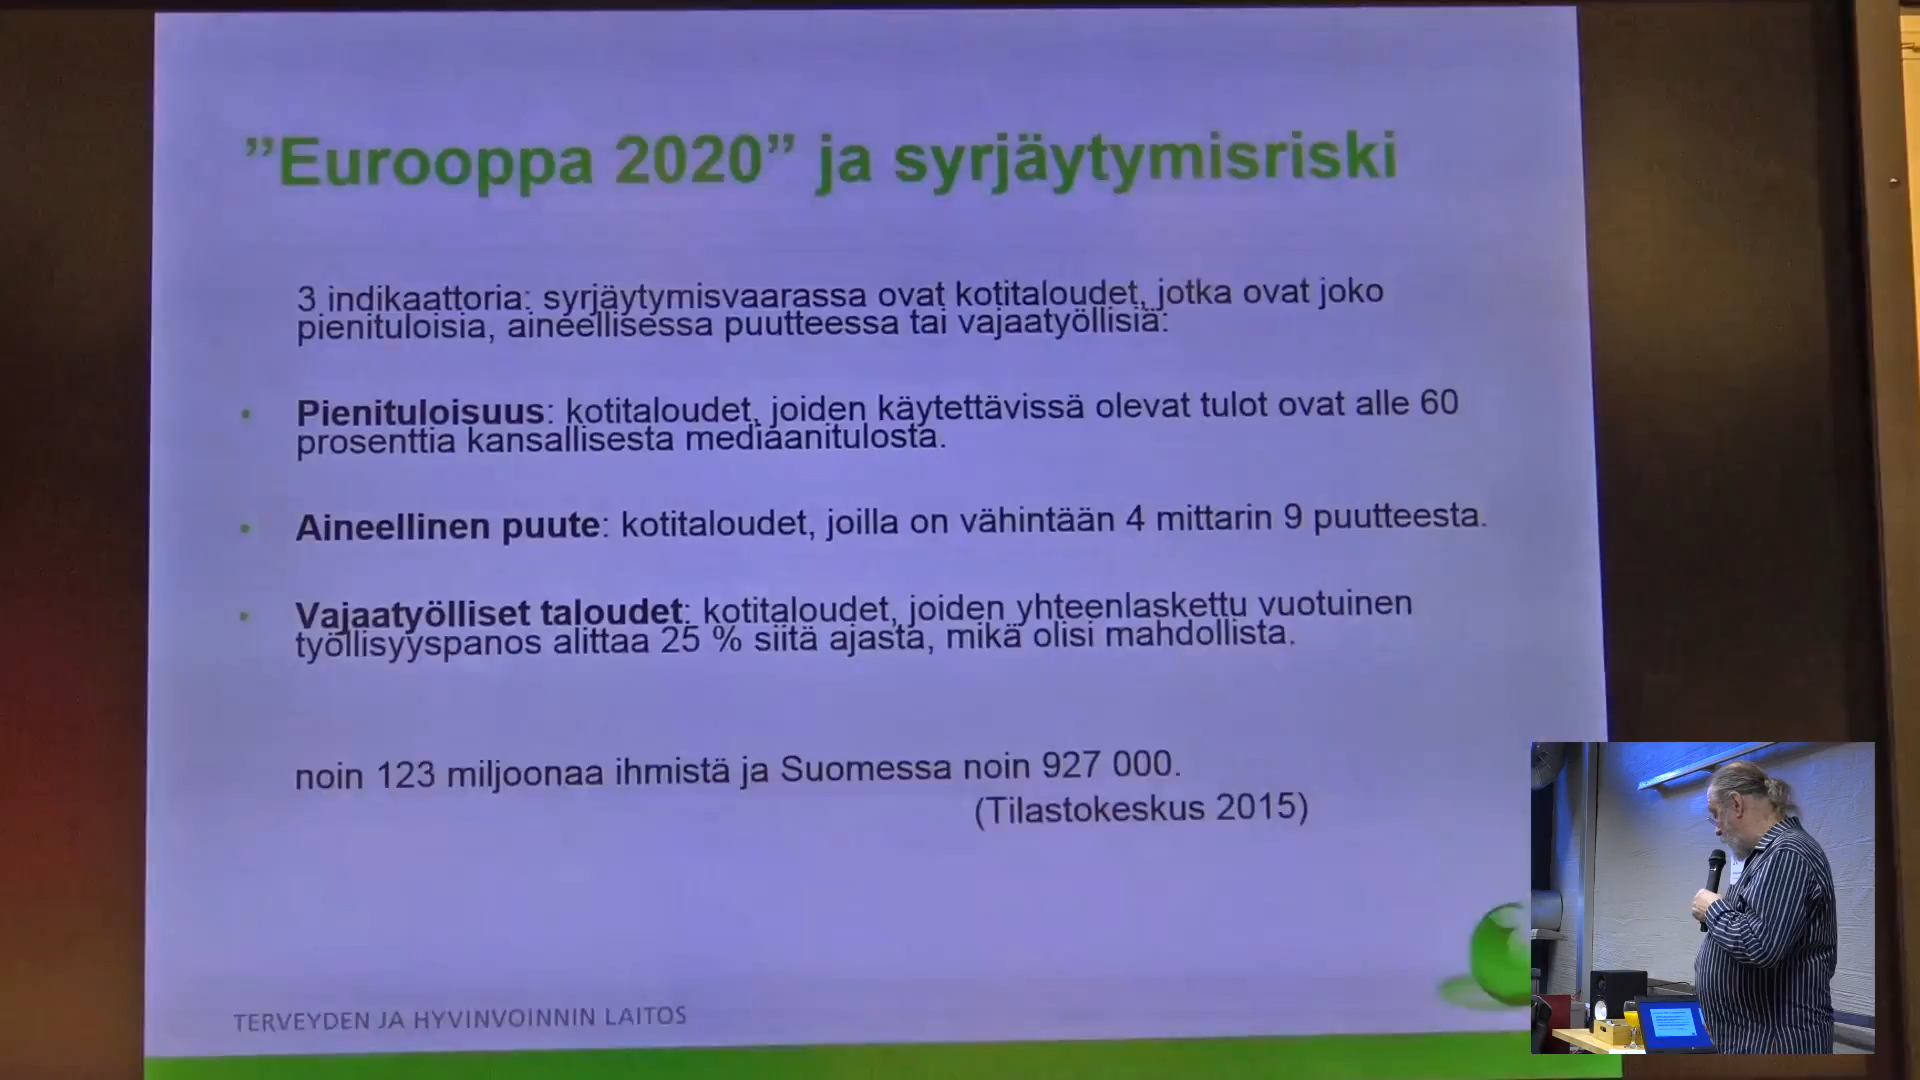 ”Eurooppa 2020” ja syrjäytymisriski
3 indikaattoria: syrjäytymisvaarassa ovat kotitaloudet, jotka ovat joko
pienituloisia, aineellisessa puutteessa tai vajaatyöllisiä:
• Pienituloisuus: kotitaloudet, joiden käytettävissä olevat tulot ovat alle 60
prosenttia kansallisesta mediaanitulosta.
• Aineellinen puute: kotitaloudet, joilla on vähintään 4 mittarin 9 puutteesta.
• Vajaatyölliset taloudet: kotitaloudet, joiden yhteenlaskettu vuotuinen
työllisyyspanos alittaa 25 % siitä ajasta, mikä olisi mahdollista.
noin 123 miljoonaa ihmistä ja Suomessa noin 927 000.
(Tilastokeskus 2015)
TERVEYDEN JA HYVINVOINNIN LAITOS